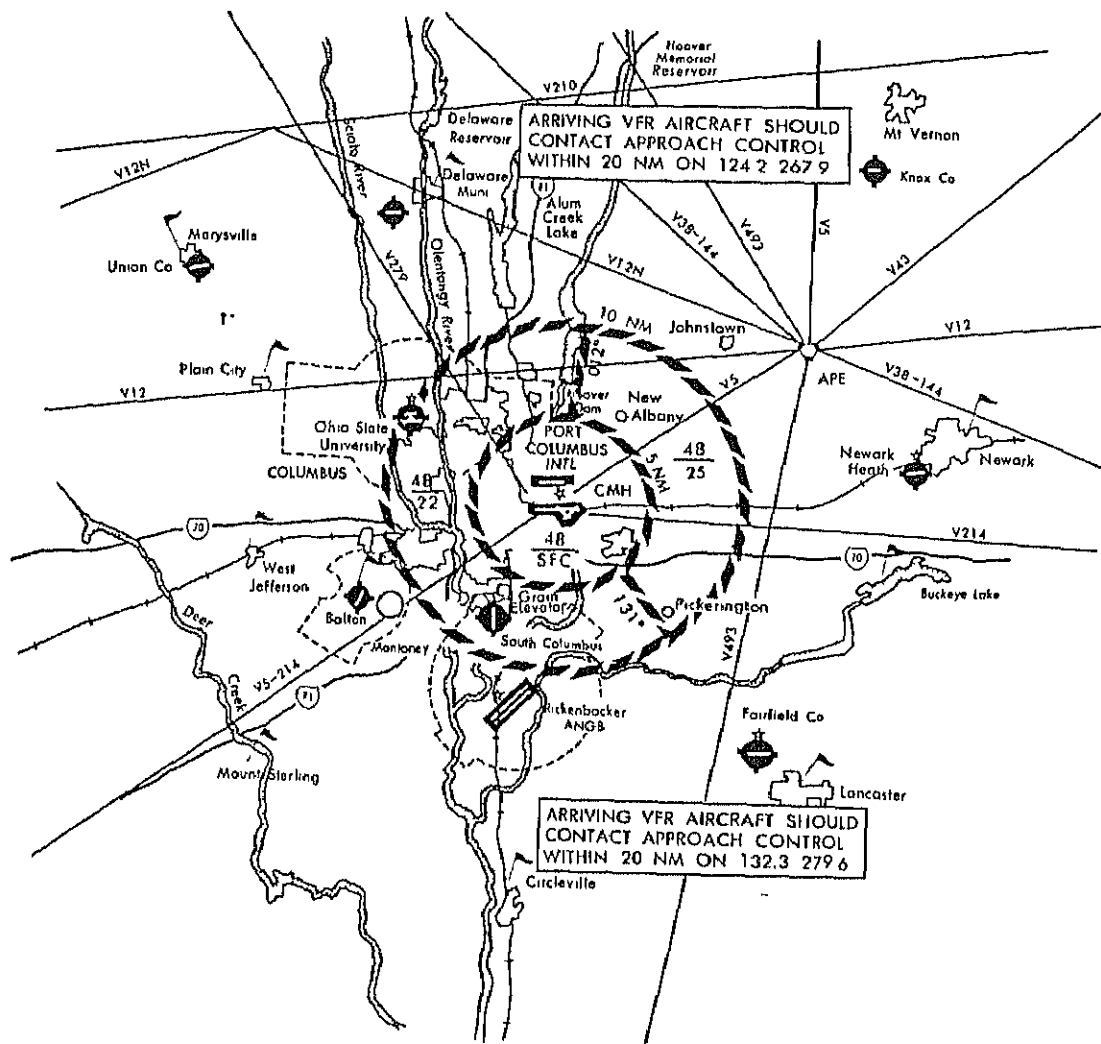 Hoover
Memorial
Reservoir
V210
Delaware
Reservoir
ARRIVING VFR AIRCRAFT SHOULD
CONTACT APPROACH CONTROL
WITHIN 20 NM ON 124 2 267 9
Mt Vernon
Knox Co
V12N
Scioto River
Delaware
Muni
71
Alum
Creek
Lake
V38-144
V493
V5
V43
Marysville
Union Co
V279
Olentangy River
V12N
10 NM
Johnstown
V12
Plain City
012°
V5
APE
V38-144
V12
New
Albany
Ohio State
University
PORT
COLUMBUS
INTL
48
25
Newark
Heath
Newark
COLUMBUS
48
22
5 NM
CMH
70
48
SFC
V214
West
Jefferson
70
Buckeye Lake
Bolton
Grain
Elevator
131°
Pickerington
Deer
Creek
South Columbus
V493
V5-214
71
Rickenbacker
ANGB
Fairfield Co
Mount Sterling
Lancaster
ARRIVING VFR AIRCRAFT SHOULD
CONTACT APPROACH CONTROL
WITHIN 20 NM ON 132.3 279 6
Circleville